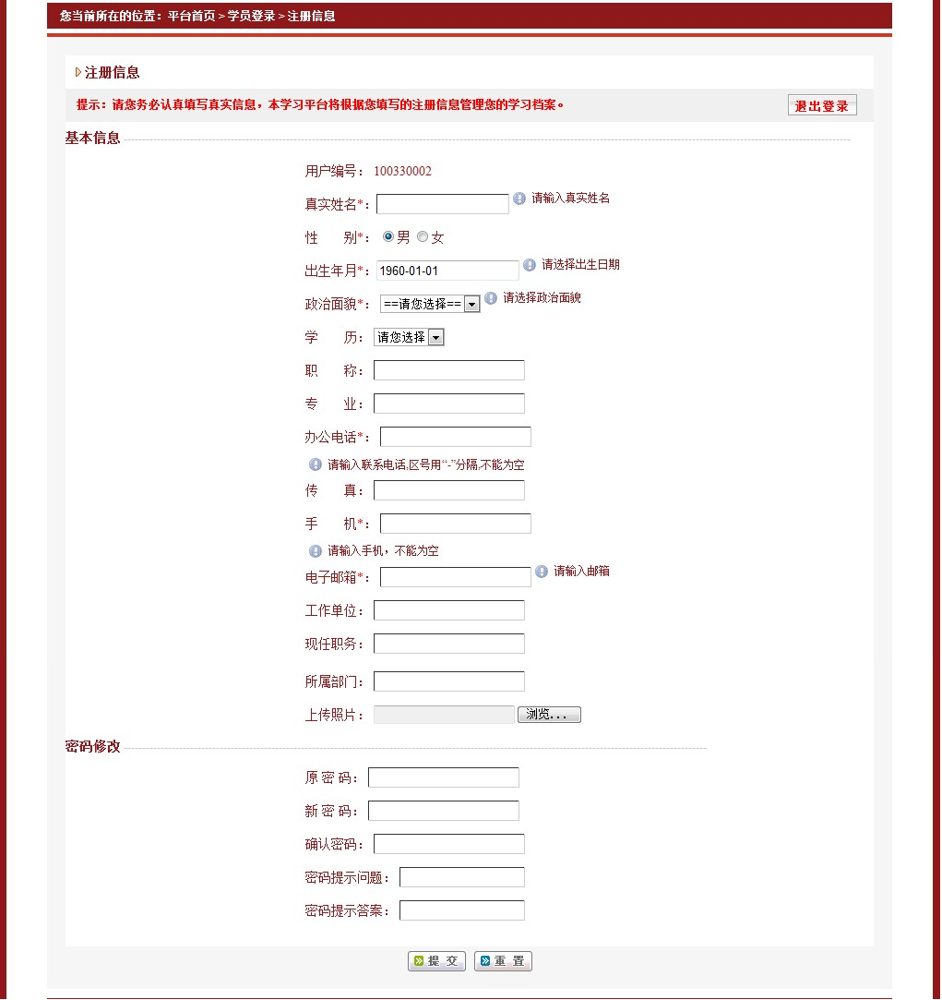 您当前所在的位置：平台首页 > 学员登录 > 注册信息
注册信息
提示：请您务必认真填写真实信息，本学习平台将根据您填写的注册信息管理您的学习档案。
退出登录
基本信息
用户编号： 100330002
真实姓名*： 请输入真实姓名
性 别*： 男 女
出生年月*： 1960-01-01 请选择出生日期
政治面貌*： ==请您选择== 请选择政治面貌
学 历： 请您选择
职 称：
专 业：
办公电话*：
请输入联系电话,区号用“-”分隔,不能为空
传 真：
手 机*：
请输入手机，不能为空
电子邮箱*： 请输入邮箱
工作单位：
现任职务：
所属部门：
上传照片： 浏览...
密码修改
原 密 码：
新 密 码：
确认密码：
密码提示问题：
密码提示答案：
提 交 重 置